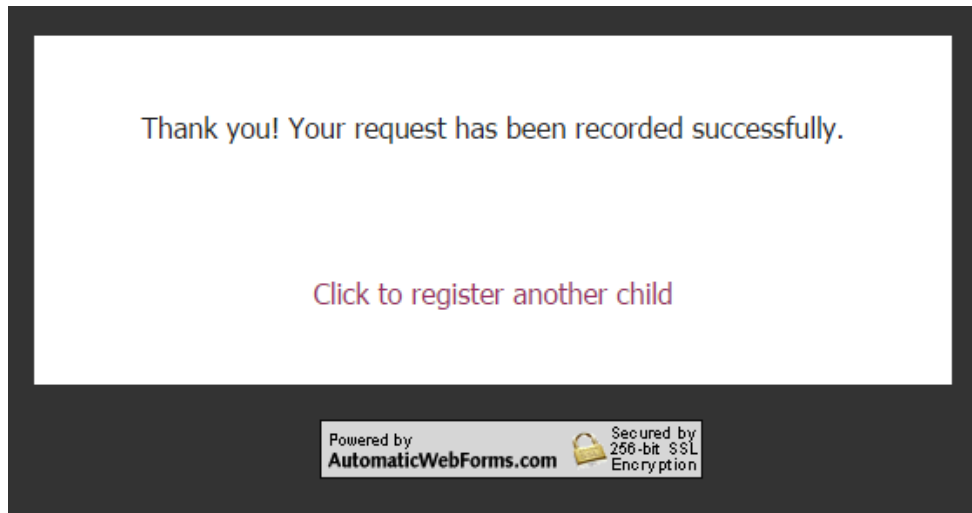 Thank you! Your request has been recorded successfully.
Click to register another child
Powered by
AutomaticWebForms.com
Secured by
256-bit SSL
Encryption